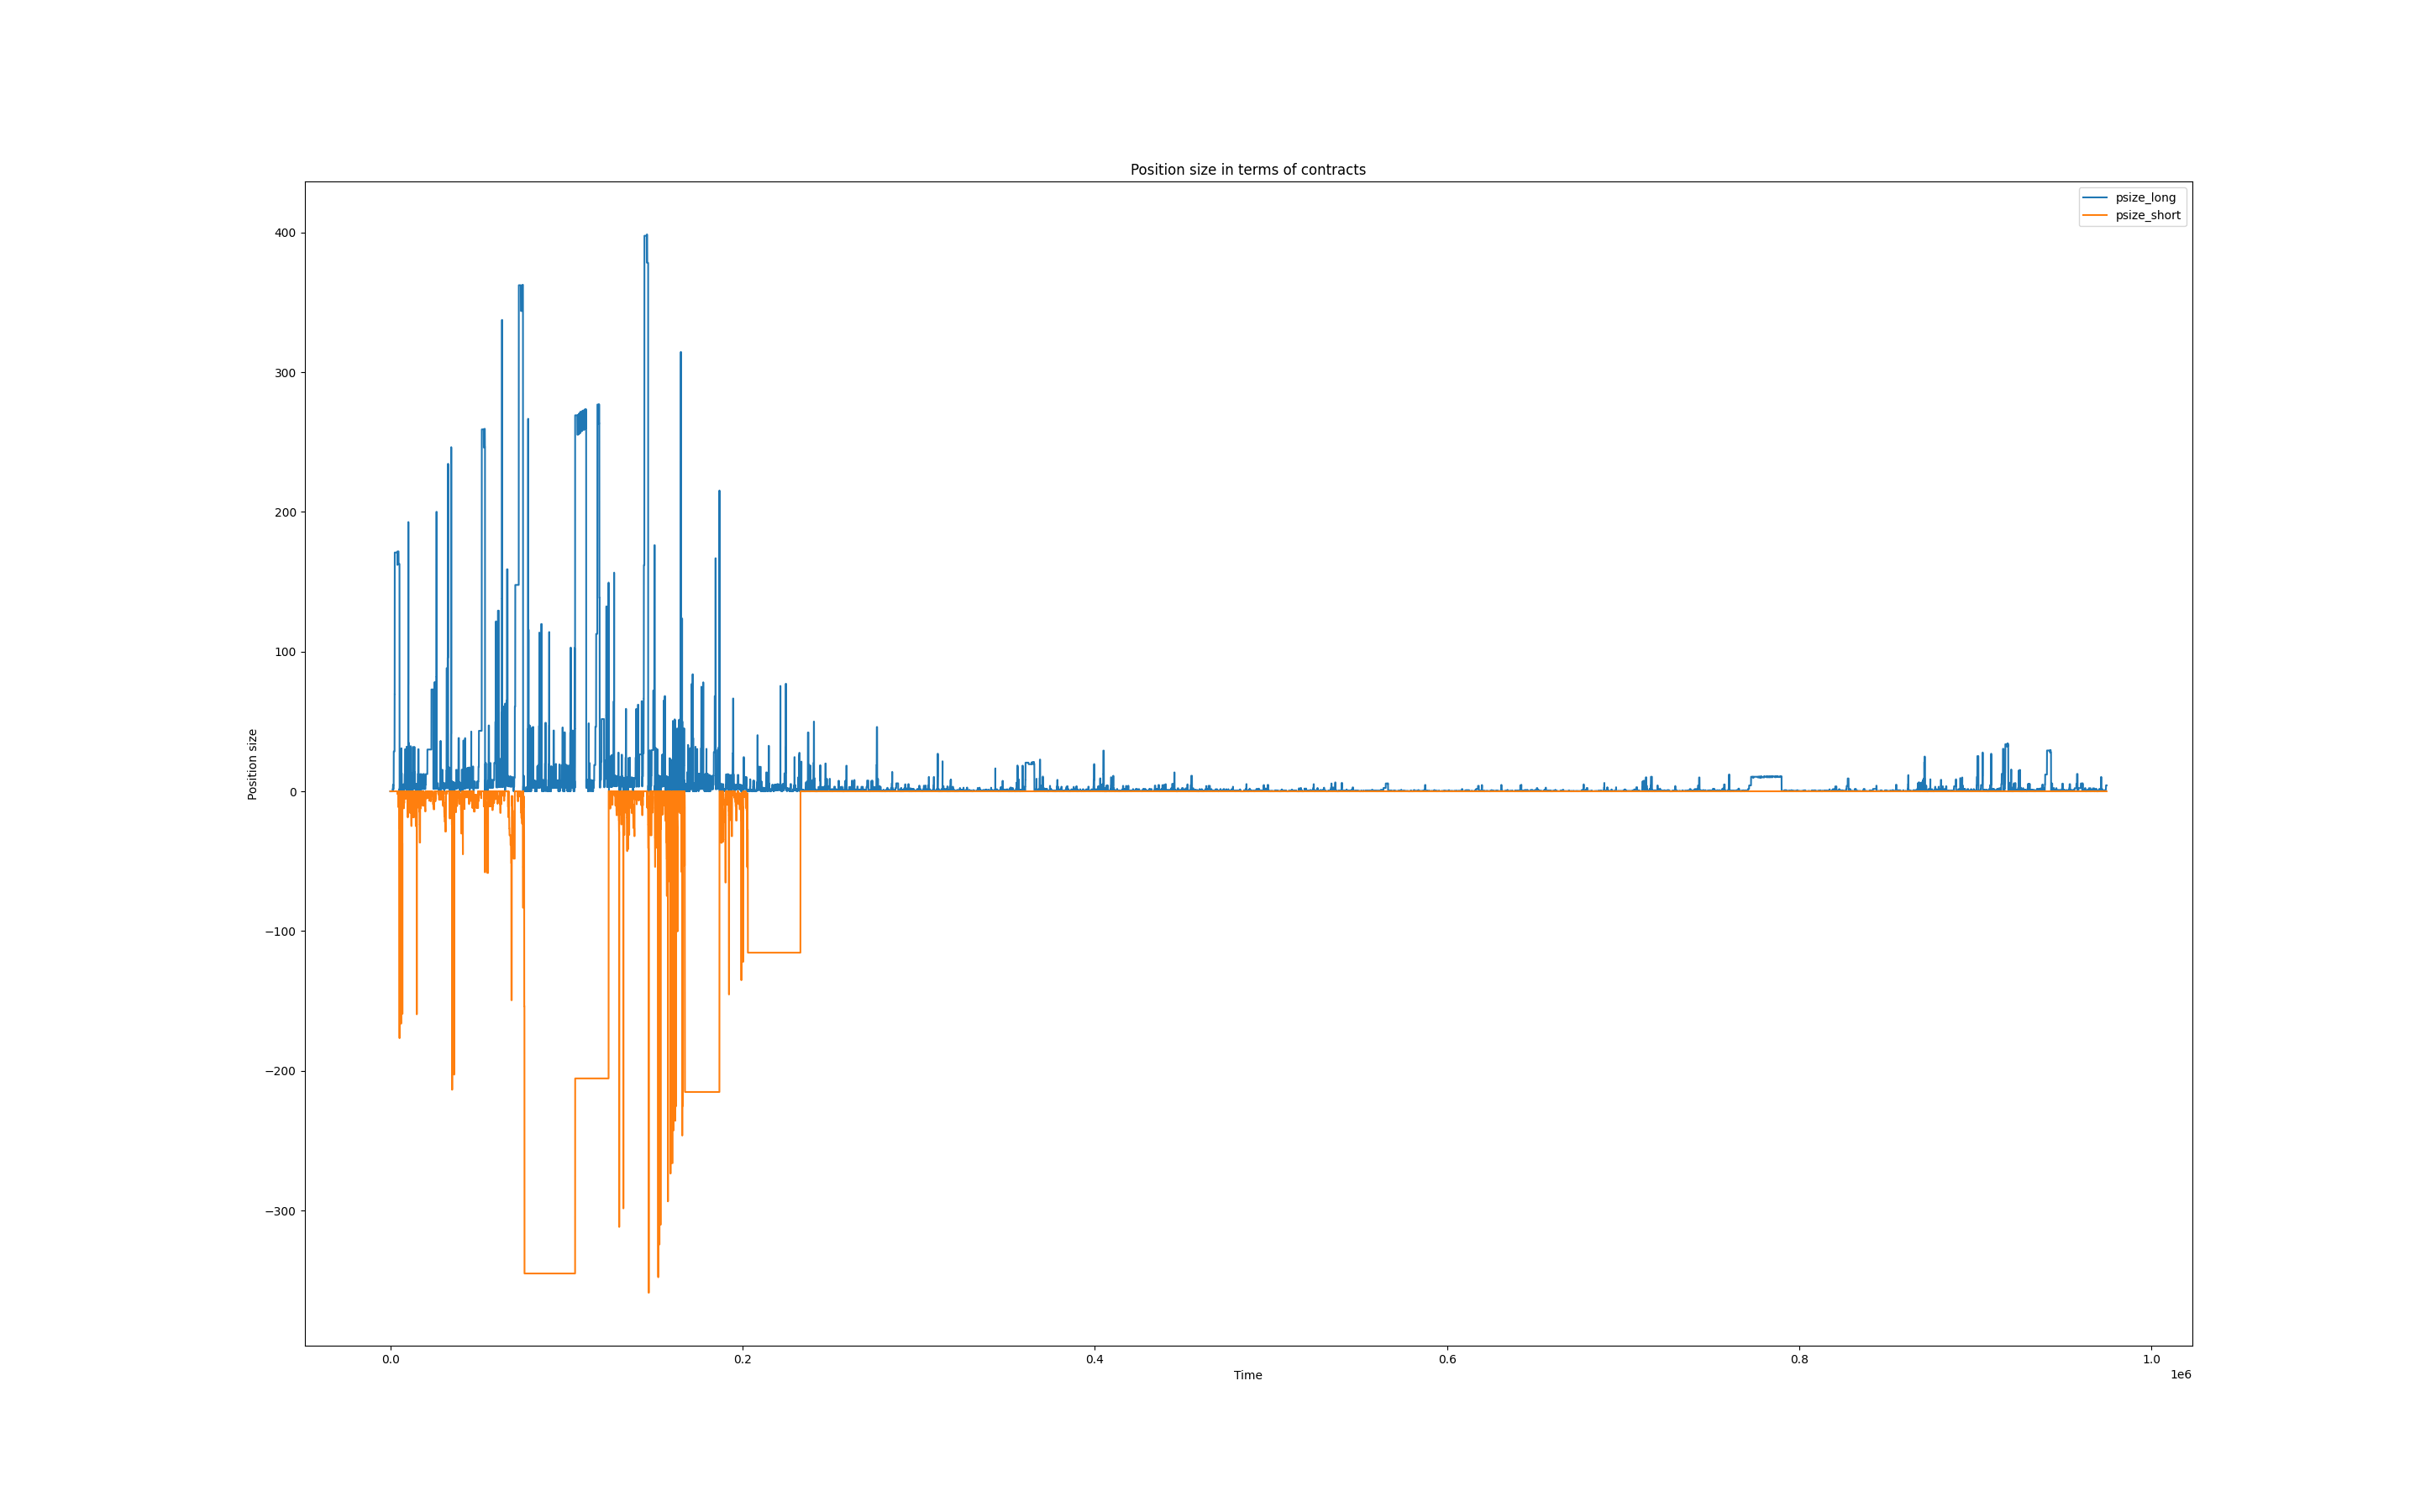 Position size in terms of contracts
psize_long
psize_short
400
300
200
100
0
−100
−200
−300
Position size
0.0
0.2
0.4
0.6
0.8
1.0
Time
1e6